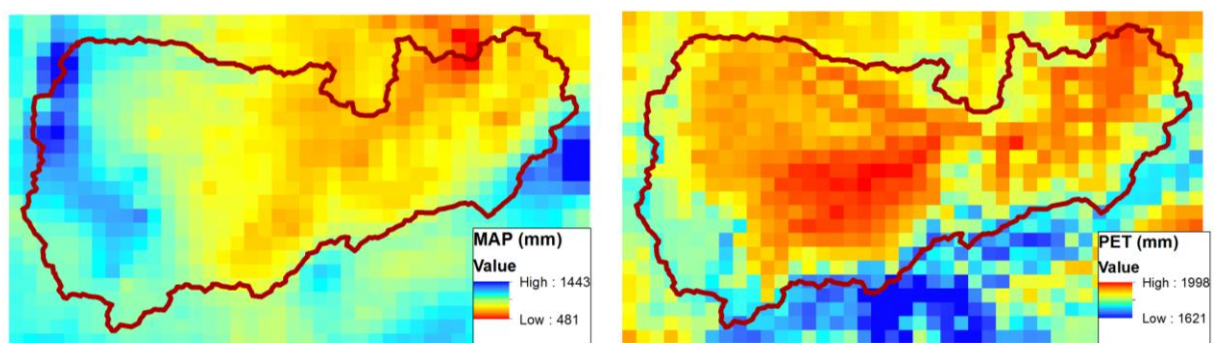 MAP (mm)
Value
High : 1443
Low : 481
PET (mm)
Value
High : 1998
Low : 1621